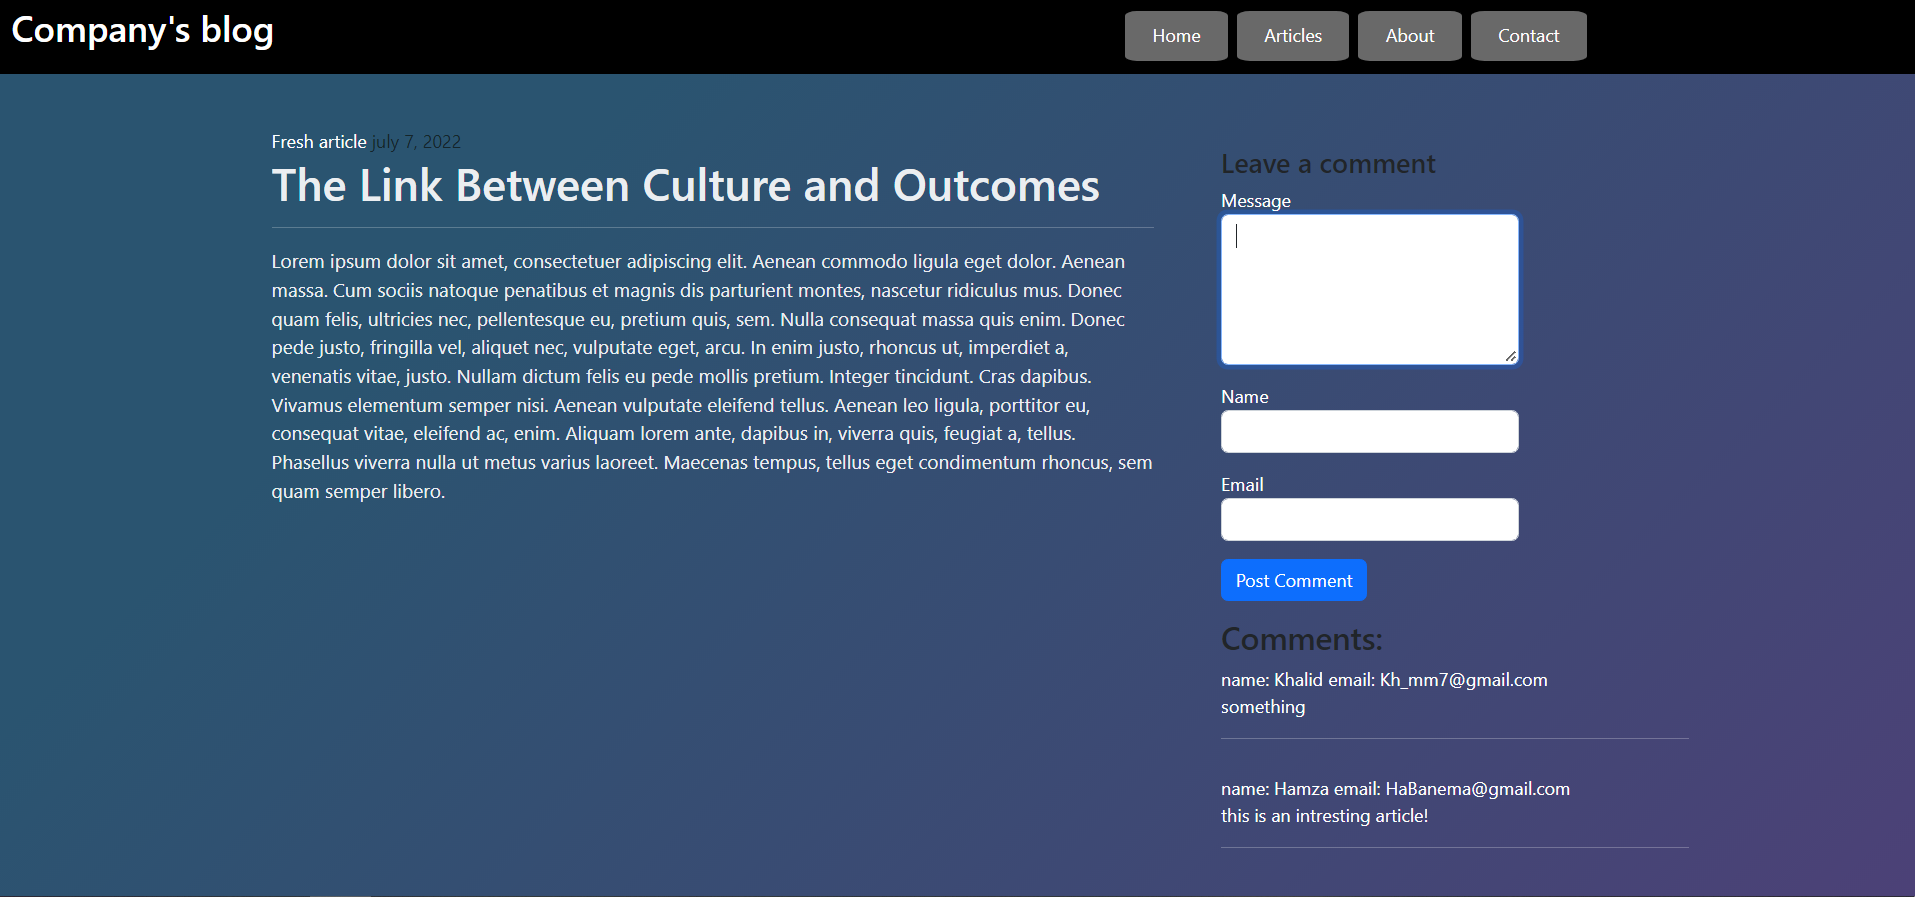 Company's blog
Home
Articles
About
Contact
Fresh article july 7, 2022
The Link Between Culture and Outcomes
Lorem ipsum dolor sit amet, consectetuer adipiscing elit. Aenean commodo ligula eget dolor. Aenean
massa. Cum sociis natoque penatibus et magnis dis parturient montes, nascetur ridiculus mus. Donec
quam felis, ultricies nec, pellentesque eu, pretium quis, sem. Nulla consequat massa quis enim. Donec
pede justo, fringilla vel, aliquet nec, vulputate eget, arcu. In enim justo, rhoncus ut, imperdiet a,
venenatis vitae, justo. Nullam dictum felis eu pede mollis pretium. Integer tincidunt. Cras dapibus.
Vivamus elementum semper nisi. Aenean vulputate eleifend tellus. Aenean leo ligula, porttitor eu,
consequat vitae, eleifend ac, enim. Aliquam lorem ante, dapibus in, viverra quis, feugiat a, tellus.
Phasellus viverra nulla ut metus varius laoreet. Maecenas tempus, tellus eget condimentum rhoncus, sem
quam semper libero.
Leave a comment
Message
Name
Email
Post Comment
Comments:
name: Khalid email: Kh_mm7@gmail.com
something
name: Hamza email: HaBanema@gmail.com
this is an intresting article!